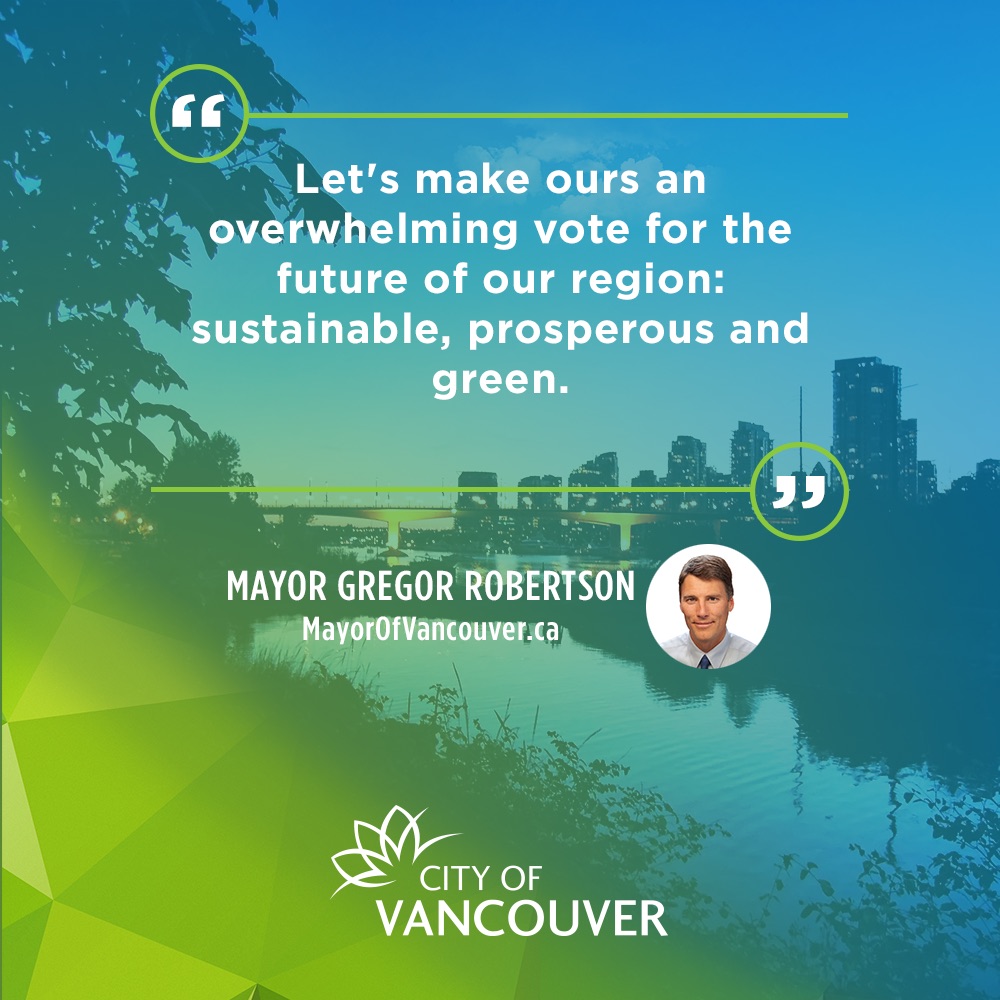 “
Let's make ours an
overwhelming vote for the
future of our region:
sustainable, prosperous and
green.
”
MAYOR GREGOR ROBERTSON
MayorOfVancouver.ca
CITY OF
VANCOUVER